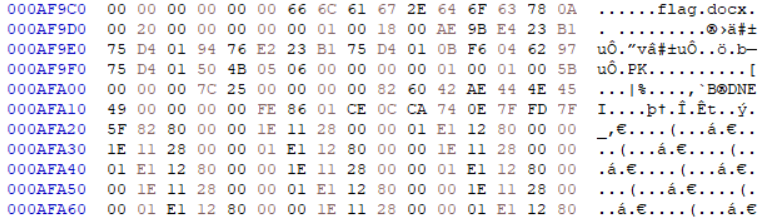 000AF9C0 00 00 00 00 00 00 66 6C 61 67 2E 64 6F 63 78 0A ......flag.docx.
000AF9D0 00 20 00 00 00 00 00 01 00 18 00 AE 9B E4 23 B1 . .........®›ä#±
000AF9E0 75 D4 01 94 76 E2 23 B1 75 D4 01 0B F6 04 62 97 uÔ.”vâ#±uÔ..ö.b—
000AF9F0 75 D4 01 50 4B 05 06 00 00 00 00 01 00 01 00 5B uÔ.PK..........[
000AFA00 00 00 00 7C 25 00 00 00 00 82 60 42 AE 44 4E 45 ...|%....‚`B®DNE
000AFA10 49 00 00 00 00 FE 86 01 CE 0C CA 74 0E 7F FD 7F I....þ†.Î.Êt..ý.
000AFA20 5F 82 80 00 00 1E 11 28 00 00 01 E1 12 80 00 00 _‚€....(...á.€..
000AFA30 1E 11 28 00 00 01 E1 12 80 00 00 1E 11 28 00 00 ..(...á.€....(..
000AFA40 01 E1 12 80 00 00 1E 11 28 00 00 01 E1 12 80 00 .á.€....(...á.€.
000AFA50 00 1E 11 28 00 00 01 E1 12 80 00 00 1E 11 28 00 ...(...á.€....(.
000AFA60 00 01 E1 12 80 00 00 1E 11 28 00 00 01 E1 12 80 ..á.€....(...á.€